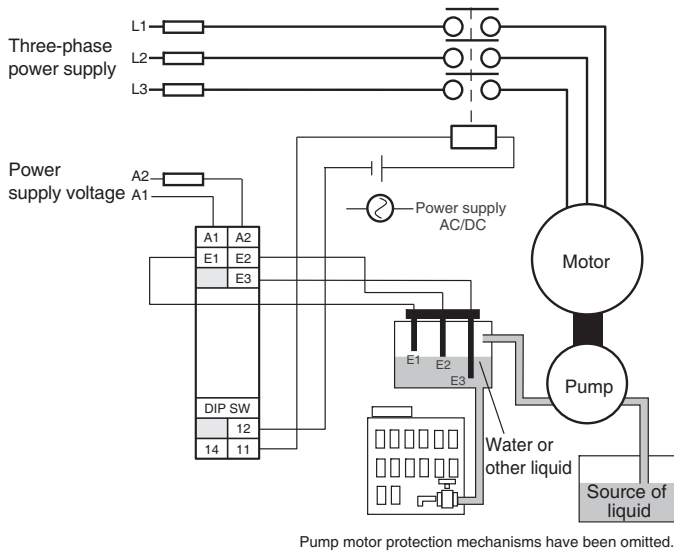 L1
Three-phase
power supply
L2
L3
Power
supply voltage
A2
A1
Power supply
AC/DC
A1 A2
E1 E2
E3
Motor
E1
E2
E3
Pump
DIP SW
12
14 11
Water or
other liquid
Source of
liquid
Pump motor protection mechanisms have been omitted.